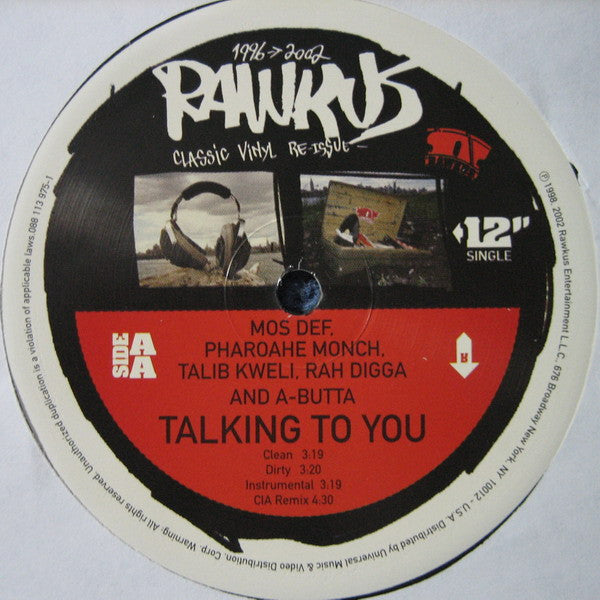 1996 → 2002
RAWKUS
CLASSIC VINYL RE-ISSUE
RAWKUS
12"
SINGLE
SIDE
AA
MOS DEF,
PHAROAHE MONCH,
TALIB KWELI, RAH DIGGA
AND A-BUTTA
TALKING TO YOU
Clean 3.19
Dirty 3:20
Instrumental 3.19
CIA Remix 4:30
R
℗ 1998, 2002 Rawkus Entertainment L.L.C. 676 Broadway New York, NY 10012 - U.S.A. Distributed by Universal Music & Video Distribution, Corp. Warning. All rights reserved. Unauthorized duplication is a violation of applicable laws.088 113 975-1